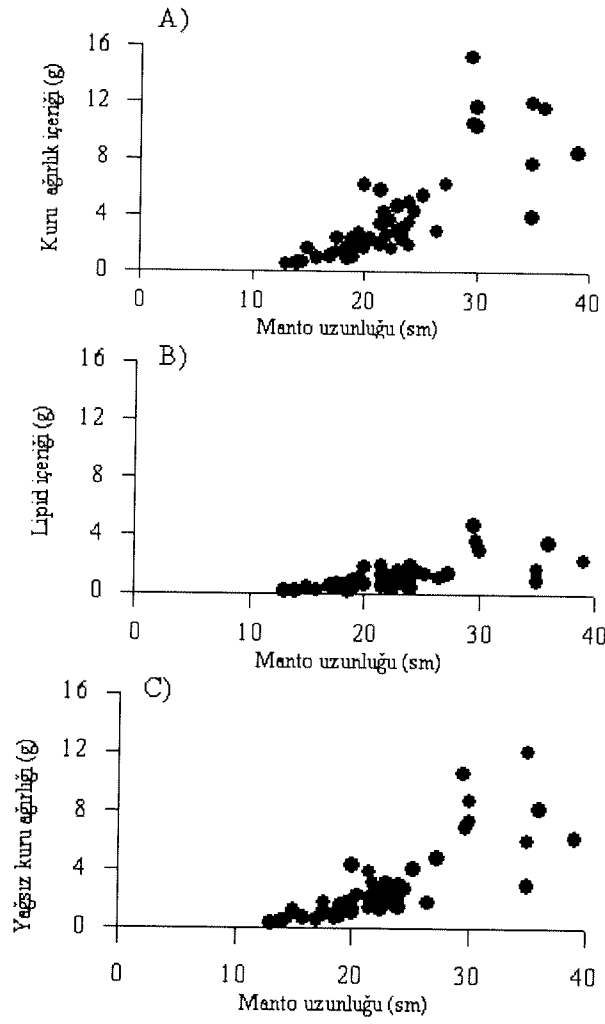 A)
Kuru ağırlık içeriği (g)
16
12
8
4
0
0 10 20 30 40
Manto uzunluğu (sm)
B)
Lipid içeriği (g)
16
12
8
4
0
0 10 20 30 40
Manto uzunluğu (sm)
C)
Yağsız kuru ağırlığı (g)
16
12
8
4
0
0 10 20 30 40
Manto uzunluğu (sm)